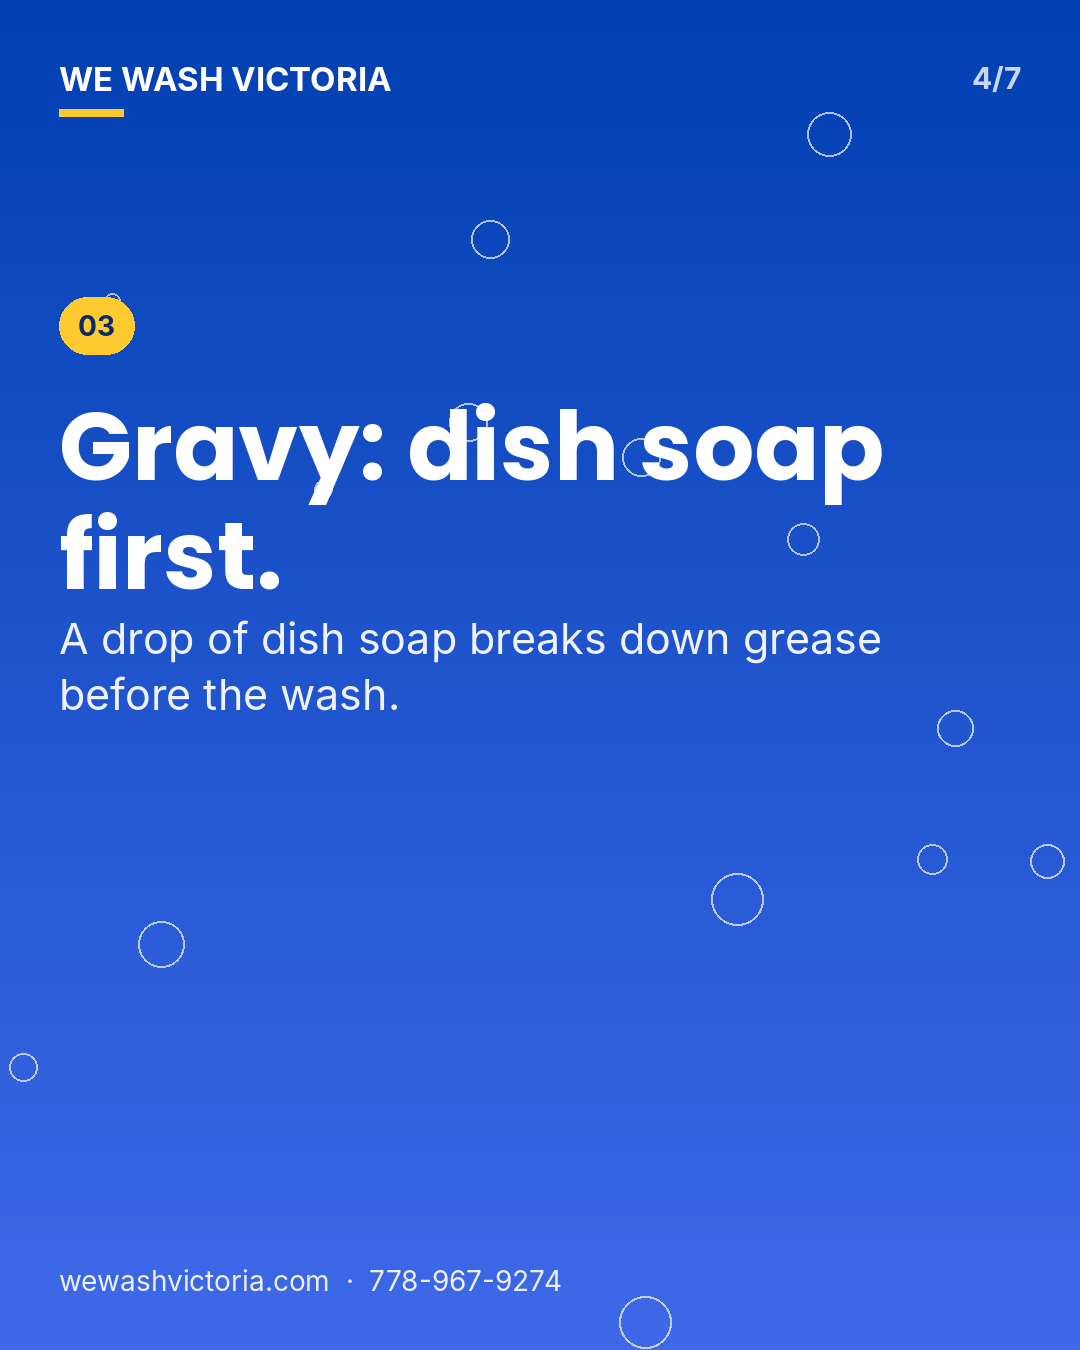 WE WASH VICTORIA
4/7
03
Gravy: dish soap
first.
A drop of dish soap breaks down grease
before the wash.
wewashvictoria.com · 778-967-9274